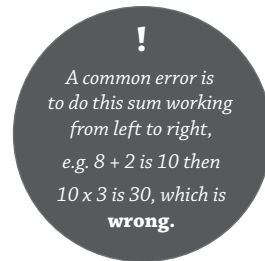 !
A common error is
to do this sum working
from left to right,
e.g. 8 + 2 is 10 then
10 x 3 is 30, which is
wrong.